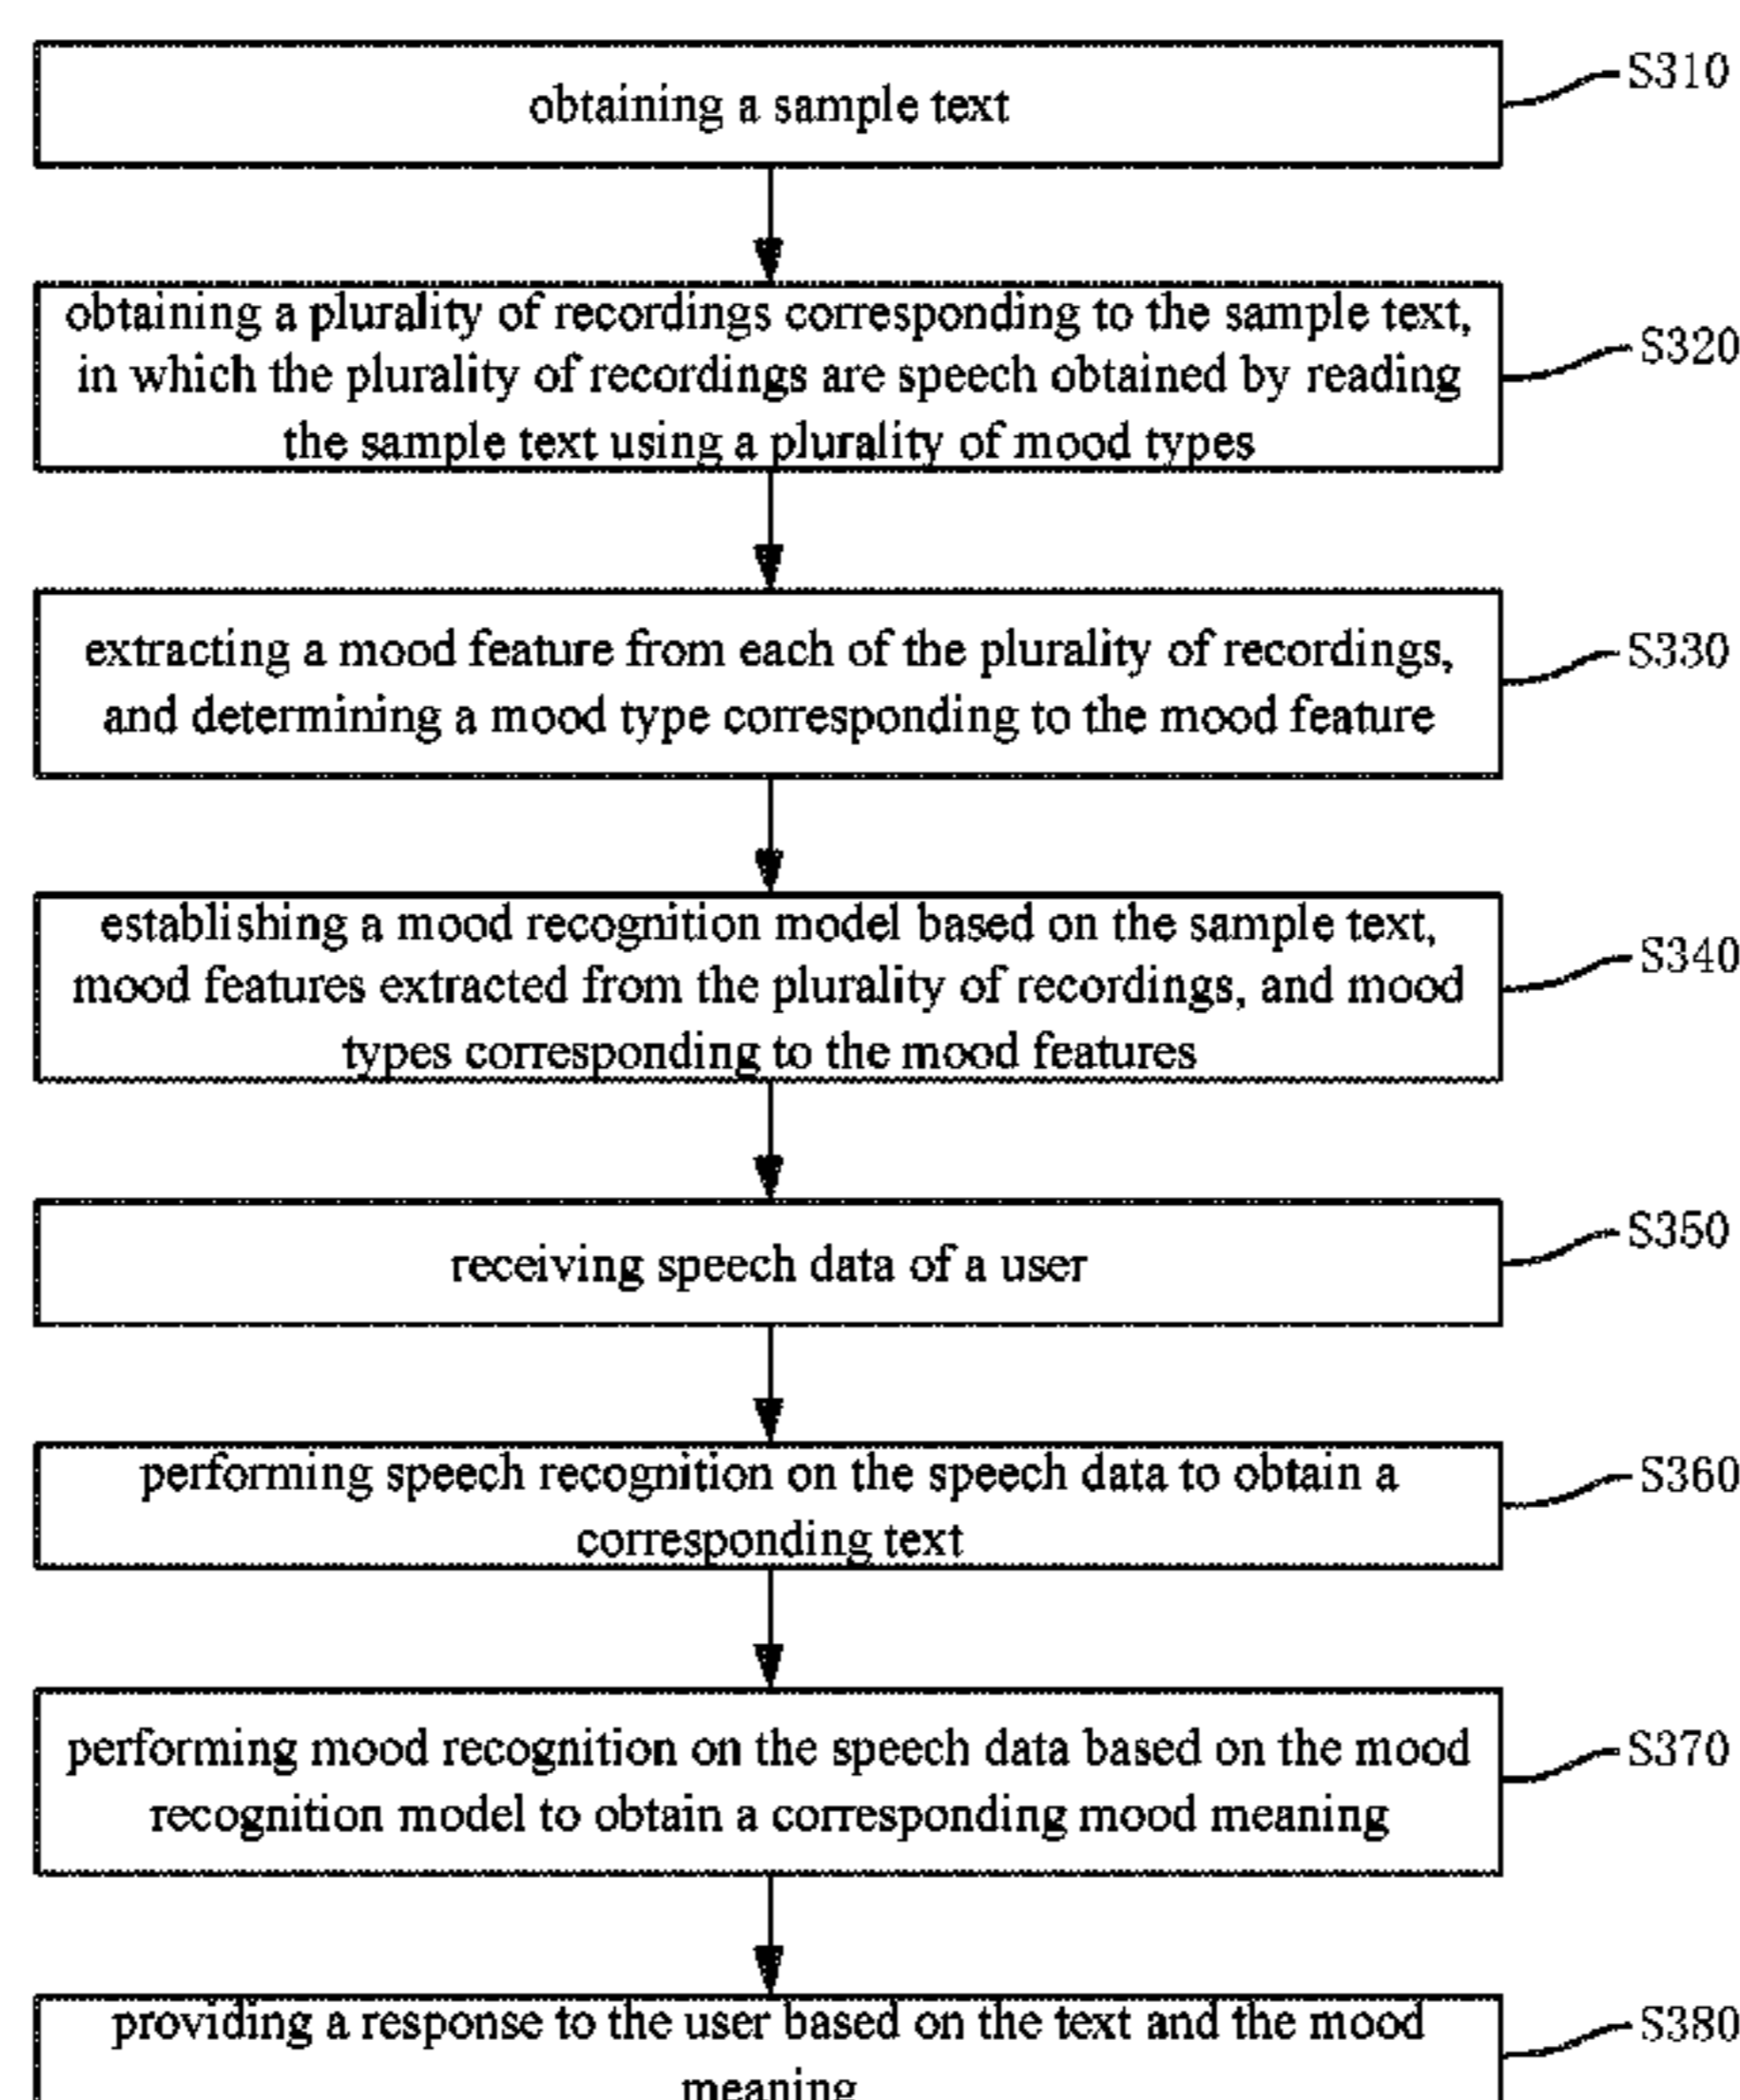 obtaining a sample text
S310
obtaining a plurality of recordings corresponding to the sample text,
in which the plurality of recordings are speech obtained by reading
the sample text using a plurality of mood types
S320
extracting a mood feature from each of the plurality of recordings,
and determining a mood type corresponding to the mood feature
S330
establishing a mood recognition model based on the sample text,
mood features extracted from the plurality of recordings, and mood
types corresponding to the mood features
S340
receiving speech data of a user
S350
performing speech recognition on the speech data to obtain a
corresponding text
S360
performing mood recognition on the speech data based on the mood
recognition model to obtain a corresponding mood meaning
S370
providing a response to the user based on the text and the mood
meaning
S380